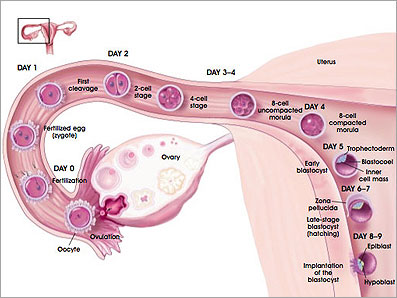 Uterus
DAY 1
First
cleavage
DAY 2
2-cell
stage
DAY 3–4
4-cell
stage
8-cell
uncompacted
morula
DAY 4
8-cell
compacted
morula
Fertilized egg
(zygote)
DAY 0
Fertilization
Oocyte
Ovulation
Ovary
Early
blastocyst
DAY 5
Trophectoderm
Blastocoel
Inner
cell mass
DAY 6–7
Zona
pellucida
Late-stage
blastocyst
(hatching)
DAY 8–9
Epiblast
Implantation of
the blastocyst
Hypoblast